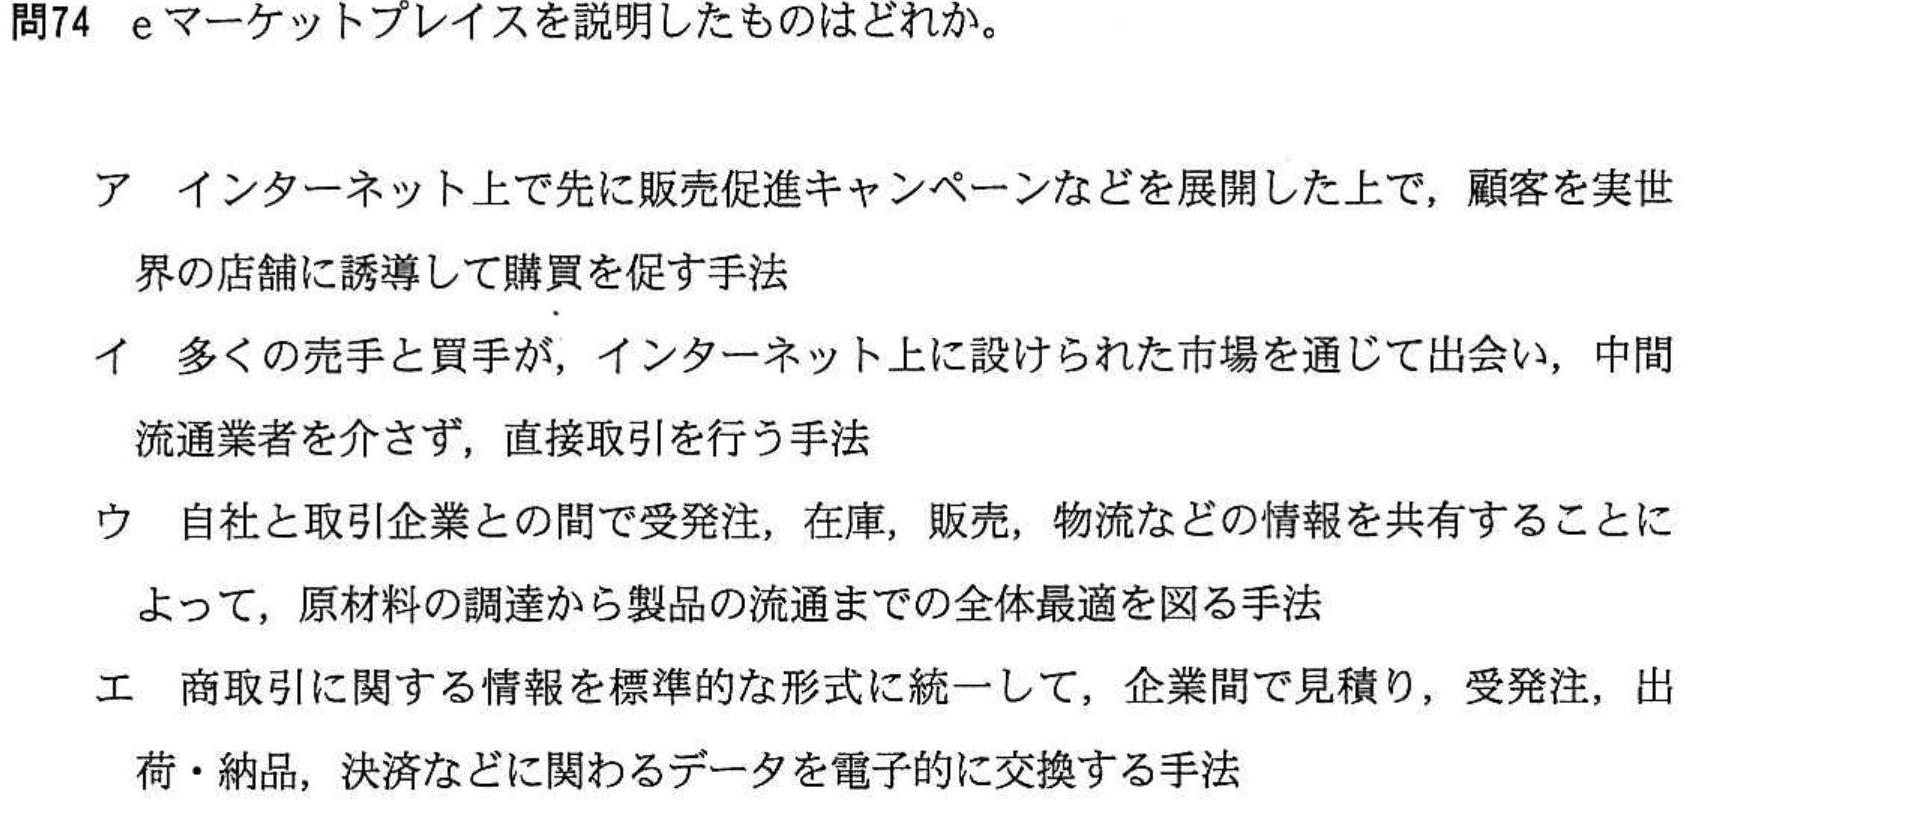 問74 eマーケットプレイスを説明したものはどれか。
ア インターネット上で先に販売促進キャンペーンなどを展開した上で，顧客を実世
界の店舗に誘導して購買を促す手法
イ 多くの売手と買手が，インターネット上に設けられた市場を通じて出会い，中間
流通業者を介さず，直接取引を行う手法
ウ 自社と取引企業との間で受発注，在庫，販売，物流などの情報を共有することに
よって，原材料の調達から製品の流通までの全体最適を図る手法
エ 商取引に関する情報を標準的な形式に統一して，企業間で見積り，受発注，出
荷・納品，決済などに関わるデータを電子的に交換する手法